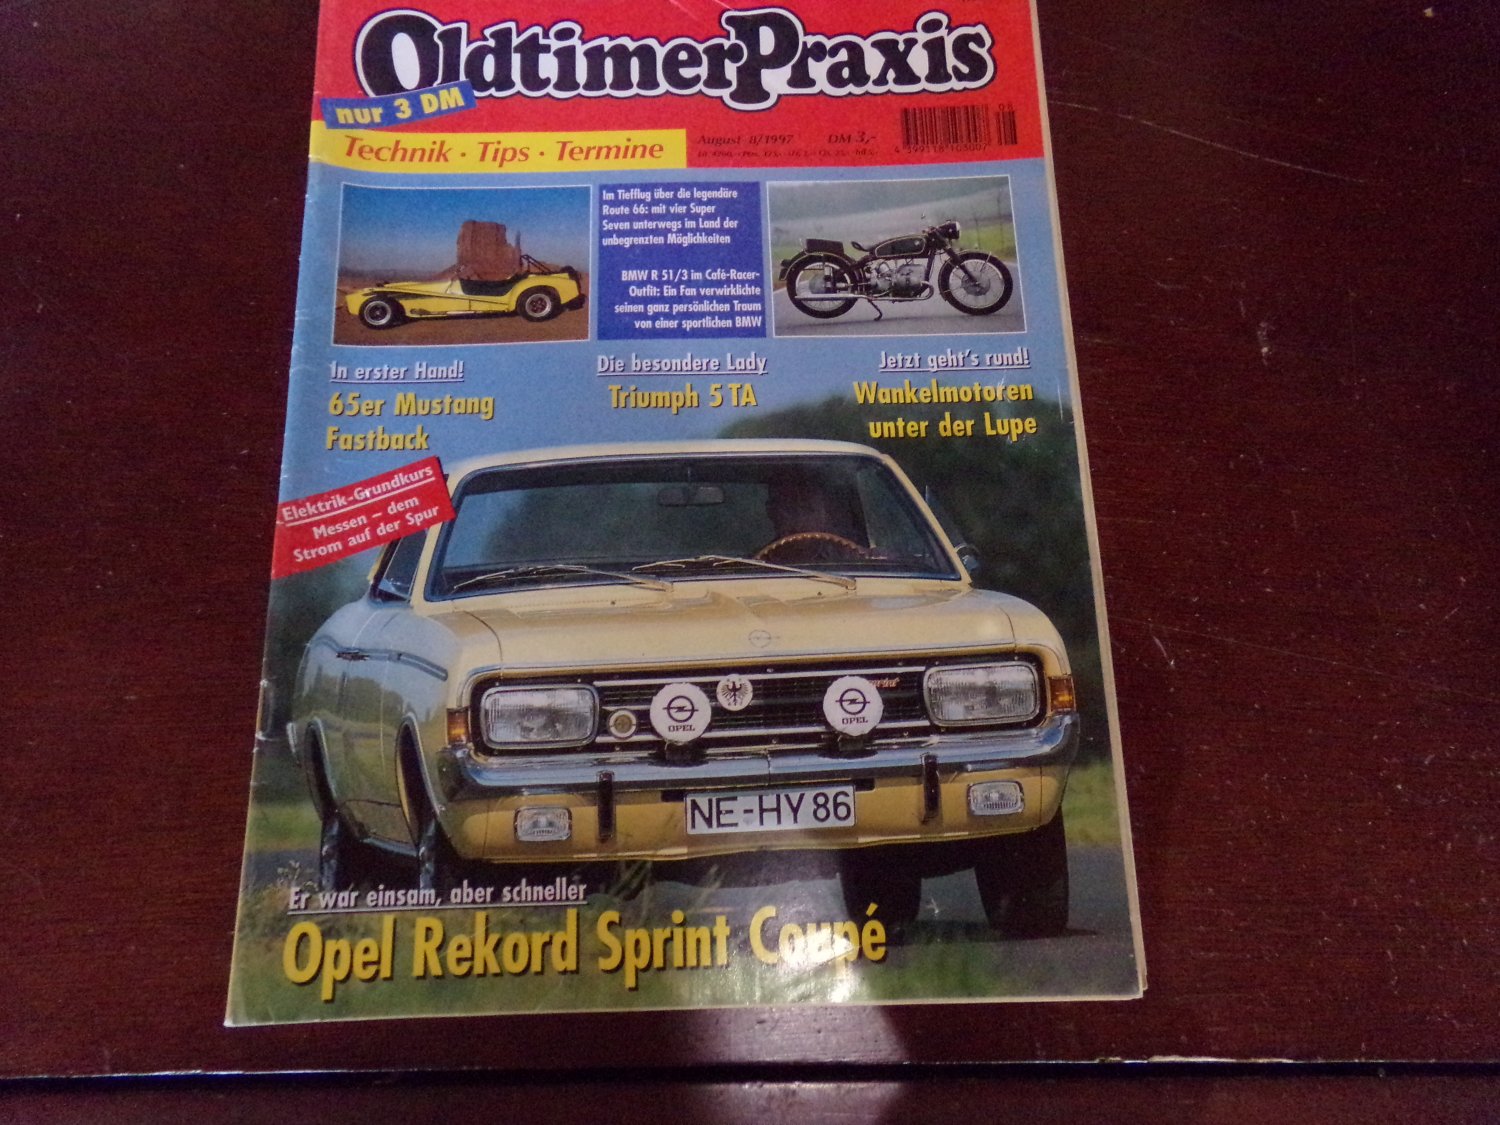 OldtimerPraxis
nur 3 DM
Technik · Tips · Termine
August 8/1997 DM 3,-
08
4 399118 103007
Im Tiefflug über die legendäre
Route 66: mit vier Super
Seven unterwegs im Land der
unbegrenzten Möglichkeiten
BMW R 51/3 im Café-Racer-
Outfit: Ein Fan verwirklichte
seinen ganz persönlichen Traum
von einer sportlichen BMW
In erster Hand!
65er Mustang
Fastback
Die besondere Lady
Triumph 5 TA
Jetzt geht's rund!
Wankelmotoren
unter der Lupe
Elektrik-Grundkurs
Messen – dem
Strom auf der Spur
OPEL
OPEL
NE-HY 86
Er war einsam, aber schneller
Opel Rekord Sprint Coupé